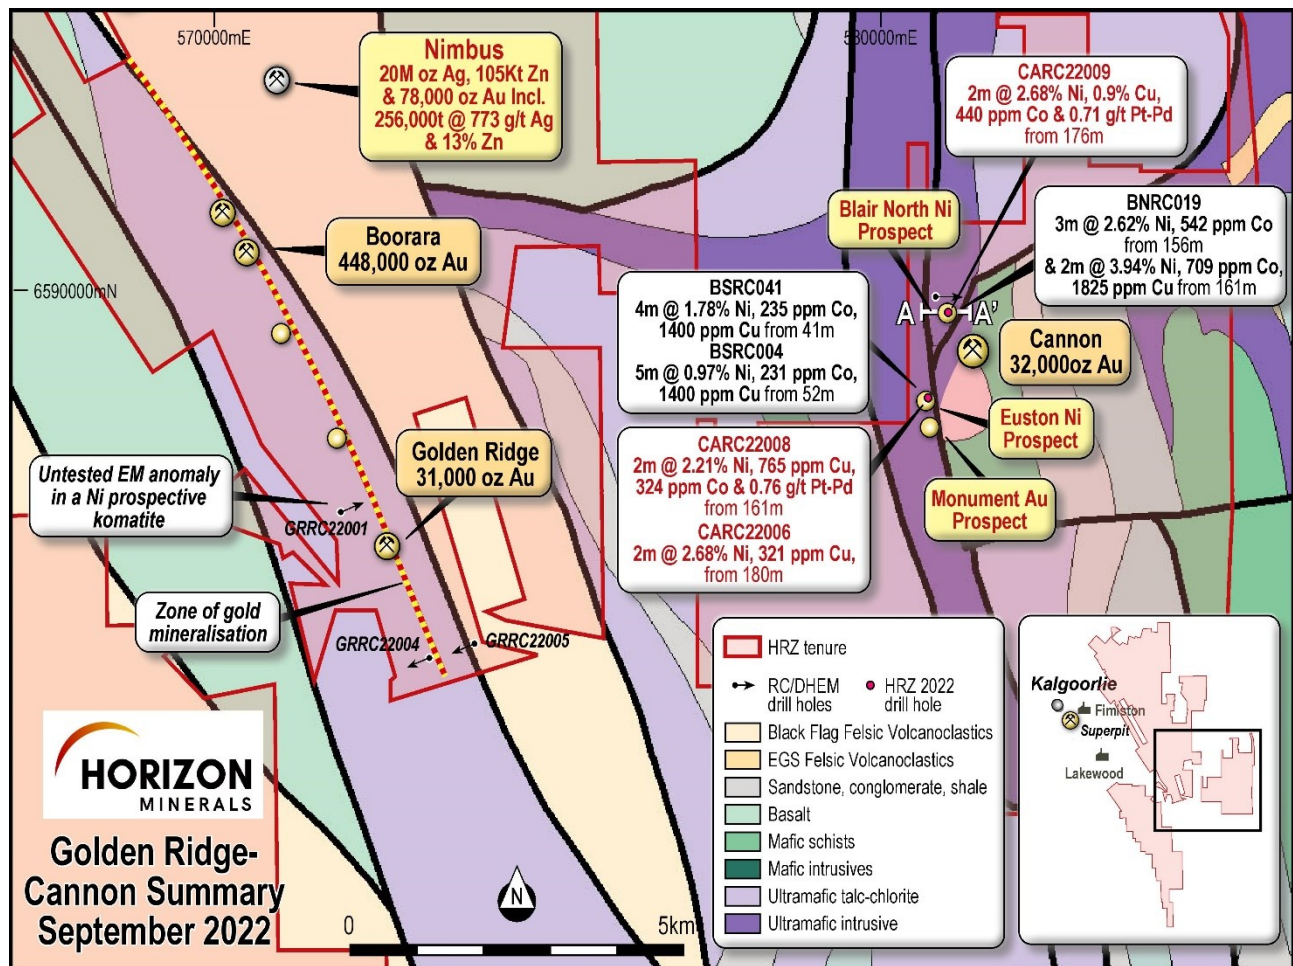 570000mE
530000mE
Nimbus
20M oz Ag, 105Kt Zn
& 78,000 oz Au Incl.
256,000t @ 773 g/t Ag
& 13% Zn
CARC22009
2m @ 2.68% Ni, 0.9% Cu,
440 ppm Co & 0.71 g/t Pt-Pd
from 176m
Blair North Ni
Prospect
BNRC019
3m @ 2.62% Ni, 542 ppm Co
from 156m
& 2m @ 3.94% Ni, 709 ppm Co,
1825 ppm Cu from 161m
Boorara
448,000 oz Au
6590000mN
BSRC041
4m @ 1.78% Ni, 235 ppm Co,
1400 ppm Cu from 41m
BSRC004
5m @ 0.97% Ni, 231 ppm Co,
1400 ppm Cu from 52m
A
A'
Cannon
32,000oz Au
Euston Ni
Prospect
Golden Ridge
31,000 oz Au
CARC22008
2m @ 2.21% Ni, 765 ppm Cu,
324 ppm Co & 0.76 g/t Pt-Pd
from 161m
CARC22006
2m @ 2.68% Ni, 321 ppm Cu,
from 180m
Monument Au
Prospect
Untested EM anomaly
in a Ni prospective
komatite
GRRC22001
Zone of gold
mineralisation
GRRC22004
GRRC22005
HRZ tenure
RC/DHEM
drill holes
HRZ 2022
drill hole
Black Flag Felsic Volcanoclastics
EGS Felsic Volcanoclastics
Sandstone, conglomerate, shale
Basalt
Mafic schists
Mafic intrusives
Ultramafic talc-chlorite
Ultramafic intrusive
Kalgoorlie
Fimiston
Superpit
Lakewood
HORIZON
MINERALS
Golden Ridge-
Cannon Summary
September 2022
N
0
5km